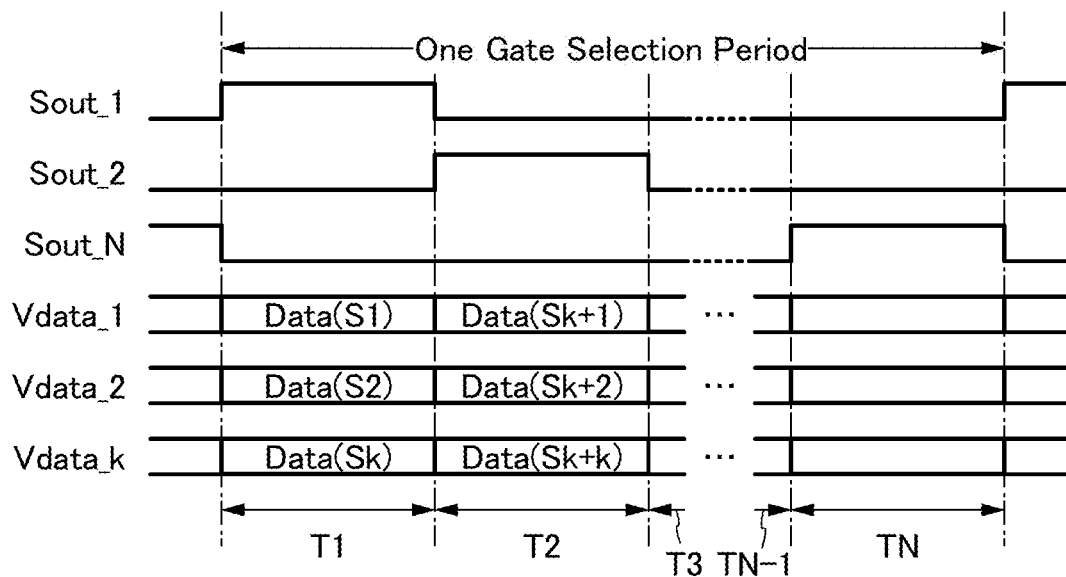 One Gate Selection Period
Sout_1
Sout_2
Sout_N
Vdata_1 Data(S1) Data(Sk+1) ...
Vdata_2 Data(S2) Data(Sk+2) ...
Vdata_k Data(Sk) Data(Sk+k) ...
T1 T2 T3 TN-1 TN